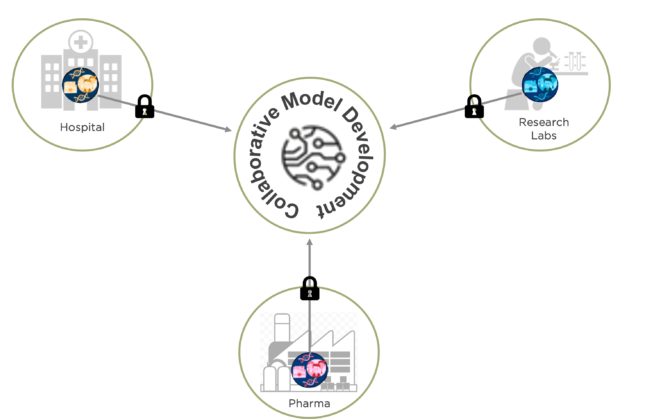 Collaborative Model Development
Hospital
Research
Labs
Pharma